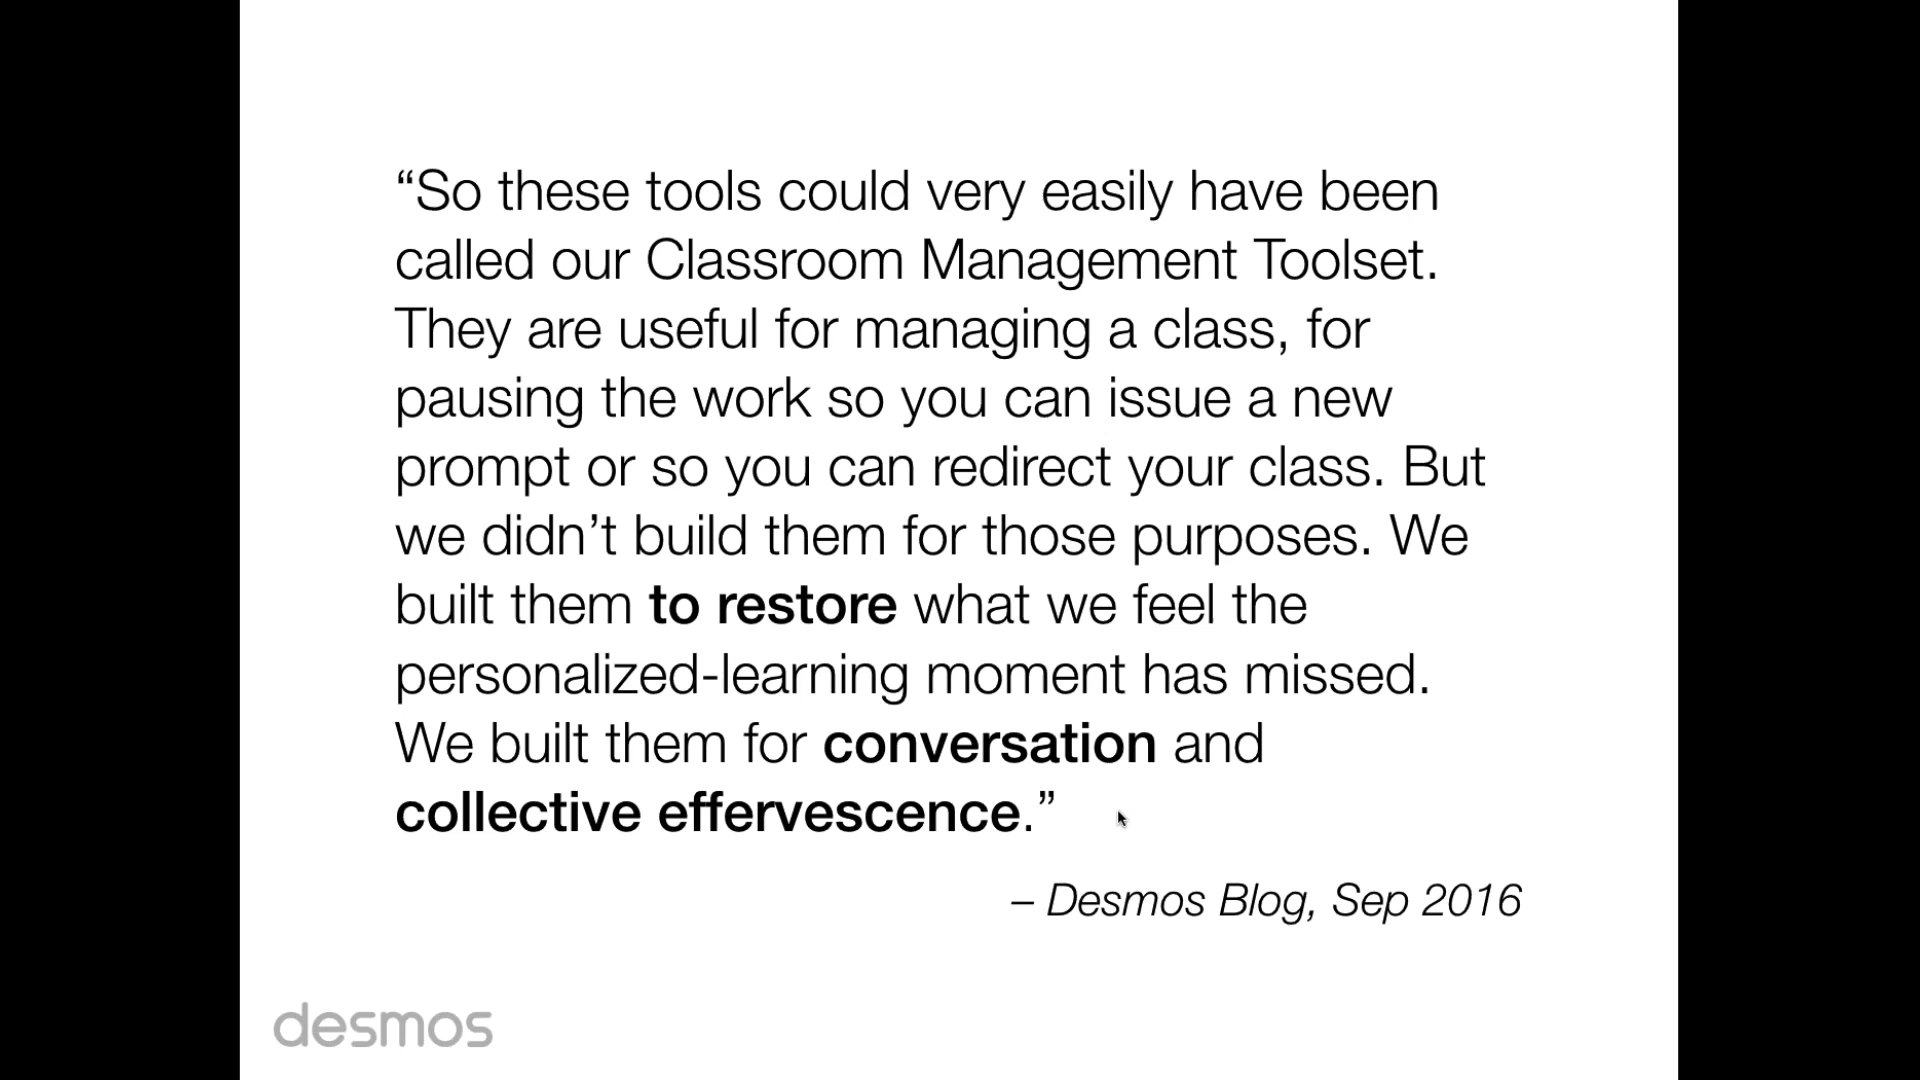 “So these tools could very easily have been
called our Classroom Management Toolset.
They are useful for managing a class, for
pausing the work so you can issue a new
prompt or so you can redirect your class. But
we didn’t build them for those purposes. We
built them to restore what we feel the
personalized-learning moment has missed.
We built them for conversation and
collective effervescence.”
– Desmos Blog, Sep 2016
desmos